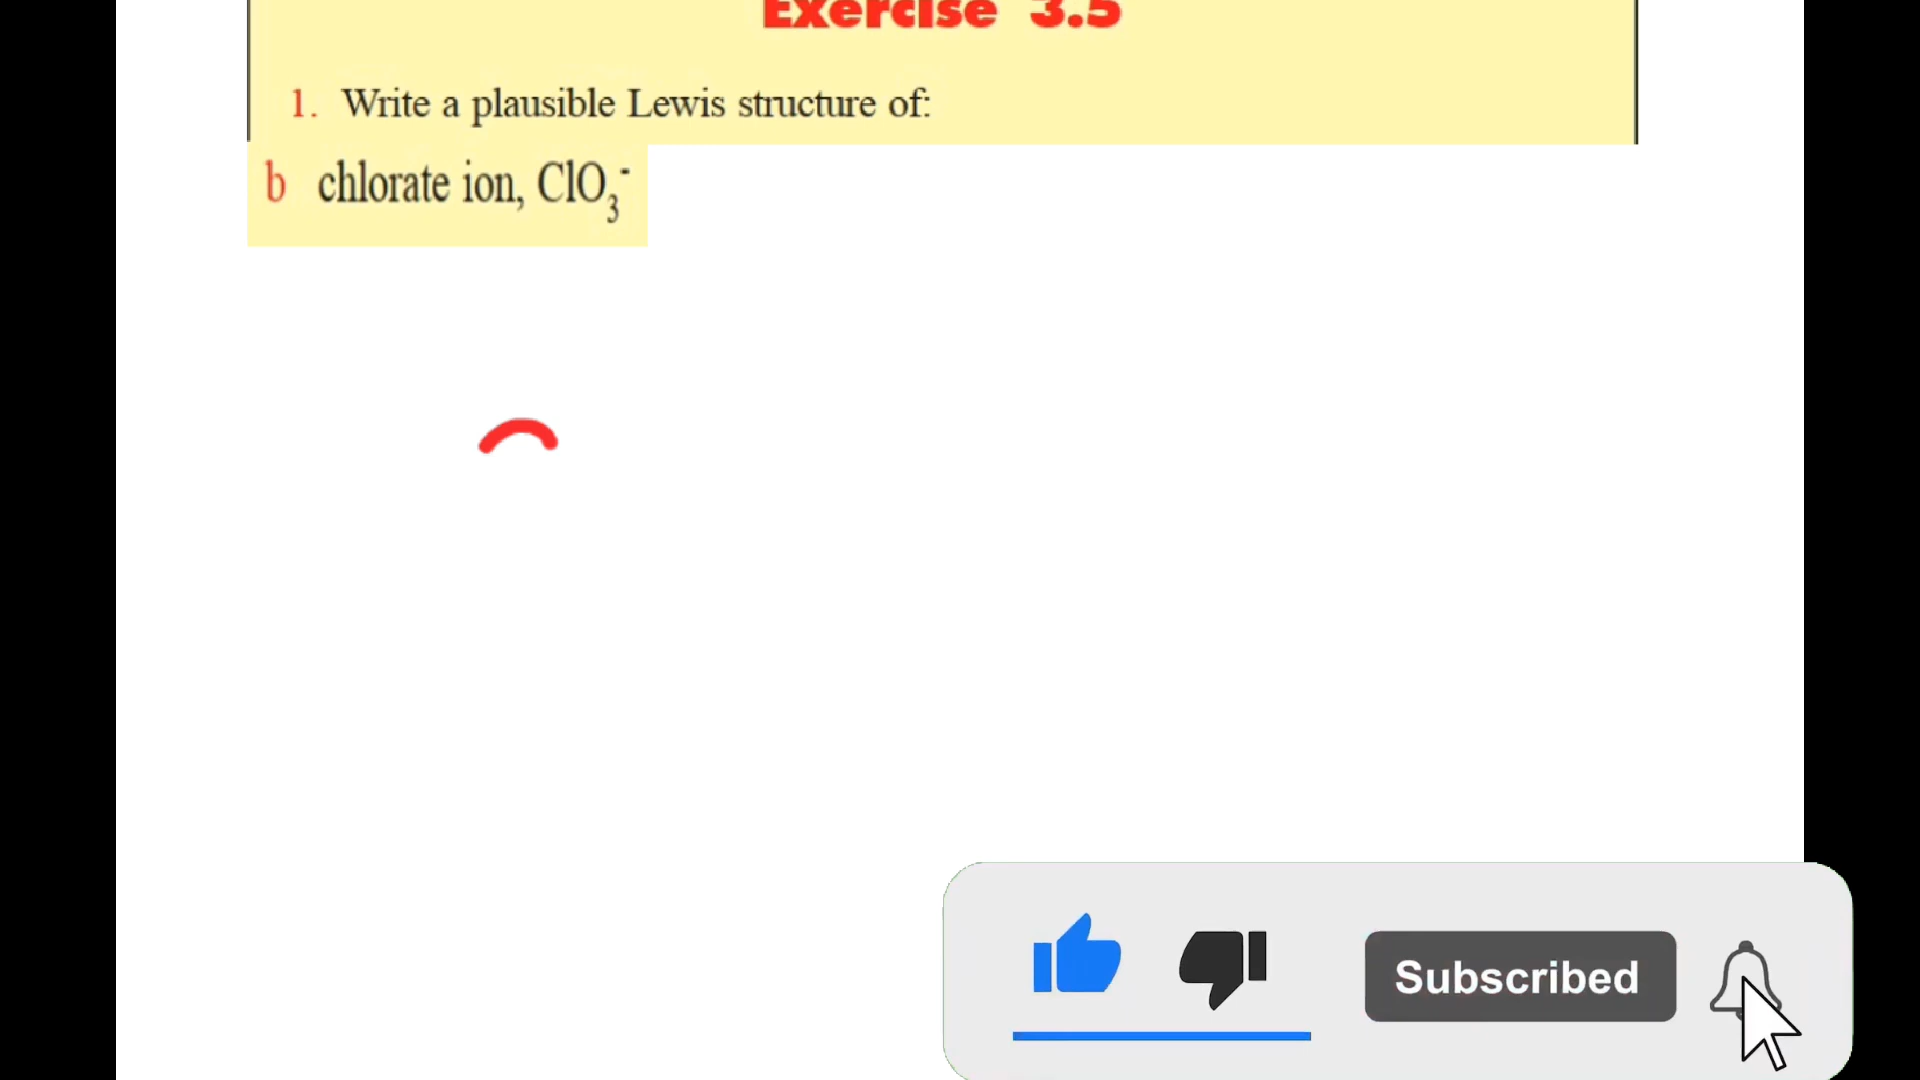 Exercise 3.5
1. Write a plausible Lewis structure of:
b chlorate ion, ClO₃⁻
Subscribed